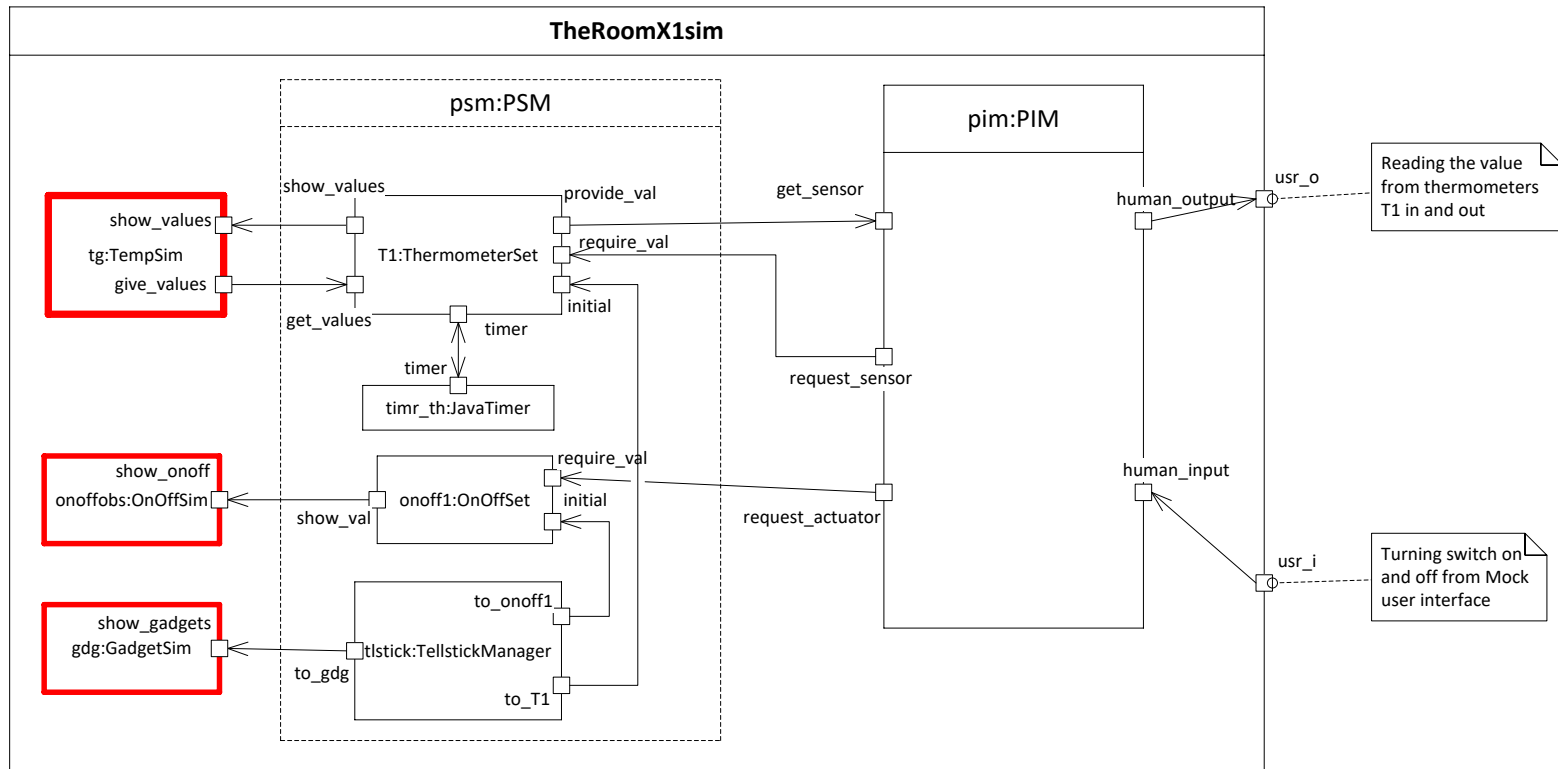 TheRoomX1sim
psm:PSM
pim:PIM
show_values
provide_val
get_sensor
human_output
usr_o
Reading the value
from thermometers
T1 in and out
show_values
tg:TempSim
give_values
T1:ThermometerSet
require_val
initial
get_values
timer
timer
timr_th:JavaTimer
request_sensor
show_onoff
onoffobs:OnOffSim
show_val
onoff1:OnOffSet
require_val
initial
request_actuator
human_input
usr_i
Turning switch on
and off from Mock
user interface
show_gadgets
gdg:GadgetSim
to_gdg
to_onoff1
tlstick:TellstickManager
to_T1